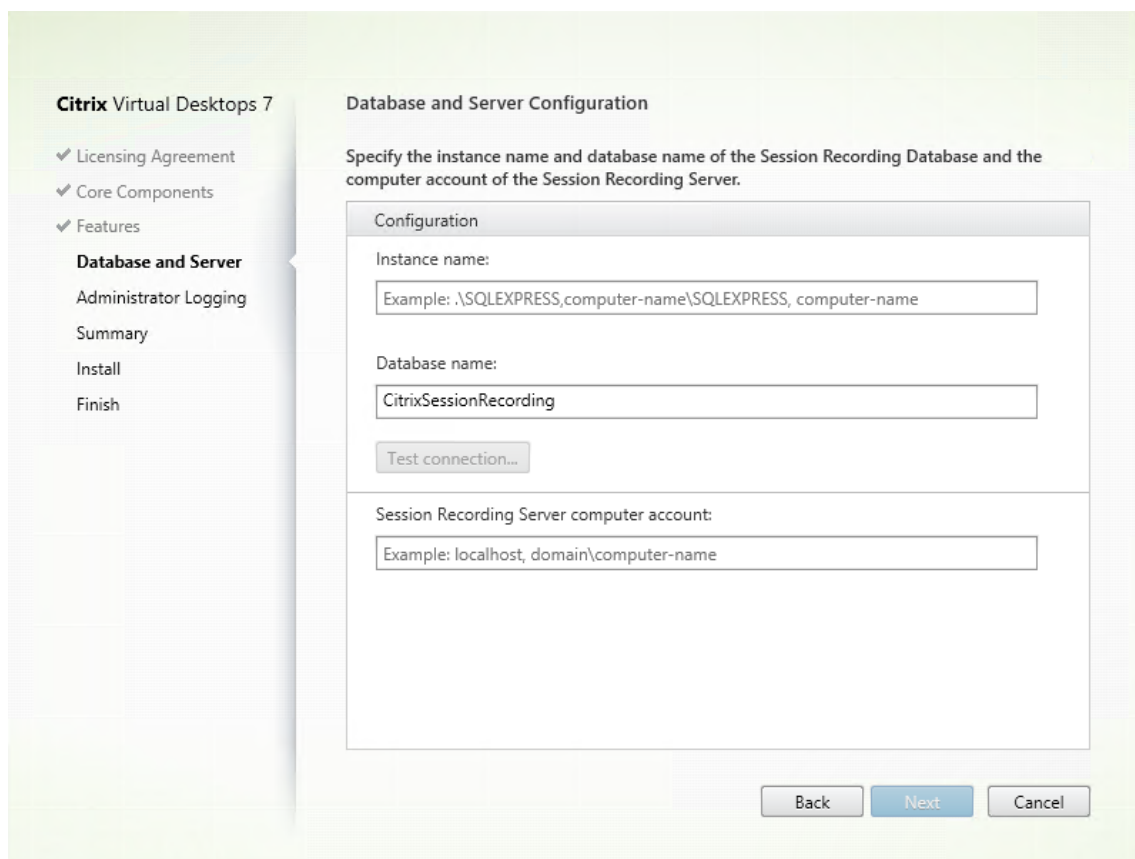 Citrix Virtual Desktops 7
✔ Licensing Agreement
✔ Core Components
✔ Features
Database and Server
Administrator Logging
Summary
Install
Finish
Database and Server Configuration
Specify the instance name and database name of the Session Recording Database and the
computer account of the Session Recording Server.
Configuration
Instance name:
Example: .\SQLEXPRESS,computer-name\SQLEXPRESS, computer-name
Database name:
CitrixSessionRecording
Test connection...
Session Recording Server computer account:
Example: localhost, domain\computer-name
Back
Next
Cancel